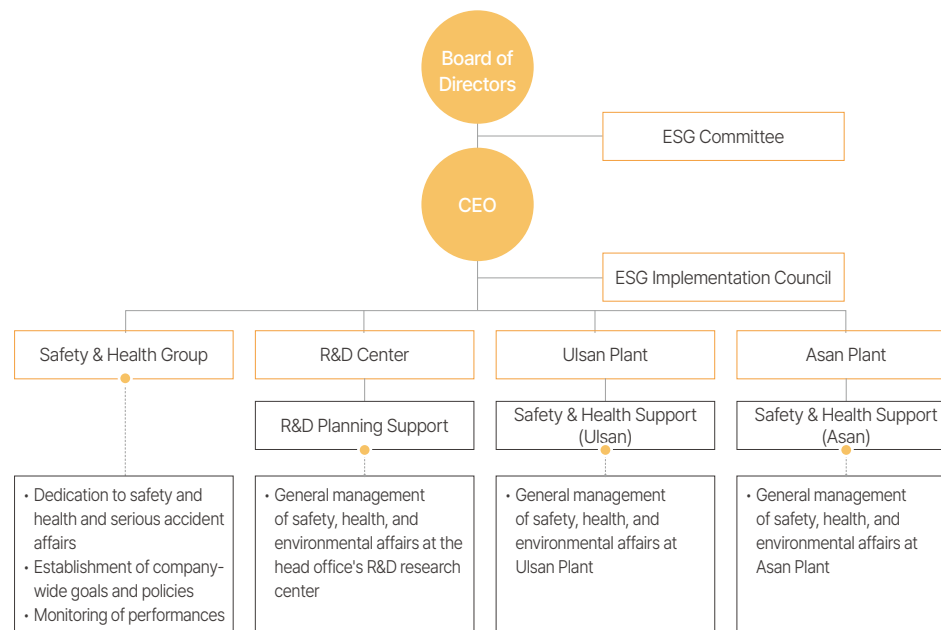 Board of
Directors
ESG Committee
CEO
ESG Implementation Council
Safety & Health Group
R&D Center
Ulsan Plant
Asan Plant
R&D Planning Support
Safety & Health Support
(Ulsan)
Safety & Health Support
(Asan)
• Dedication to safety and
health and serious accident
affairs
• Establishment of company-
wide goals and policies
• Monitoring of performances
• General management
of safety, health, and
environmental affairs at the
head office's R&D research
center
• General management
of safety, health, and
environmental affairs at
Ulsan Plant
• General management
of safety, health, and
environmental affairs at
Asan Plant